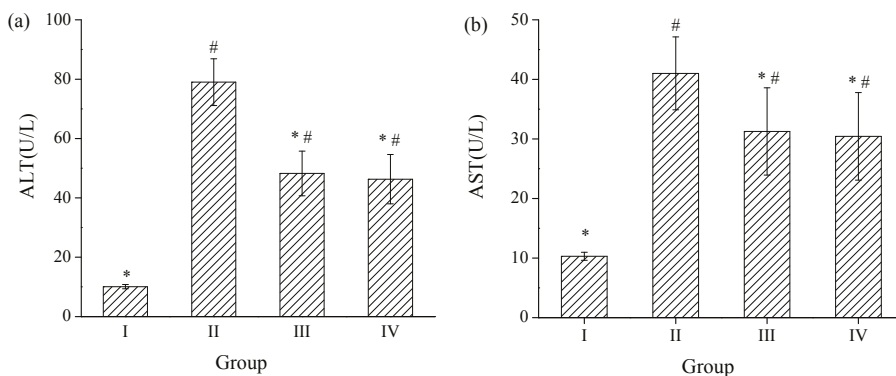 (a)
100
80
60
40
20
0
ALT(U/L)
*
#
* #
* #
I II III IV
Group
(b)
50
40
30
20
10
0
AST(U/L)
*
#
* #
* #
I II III IV
Group